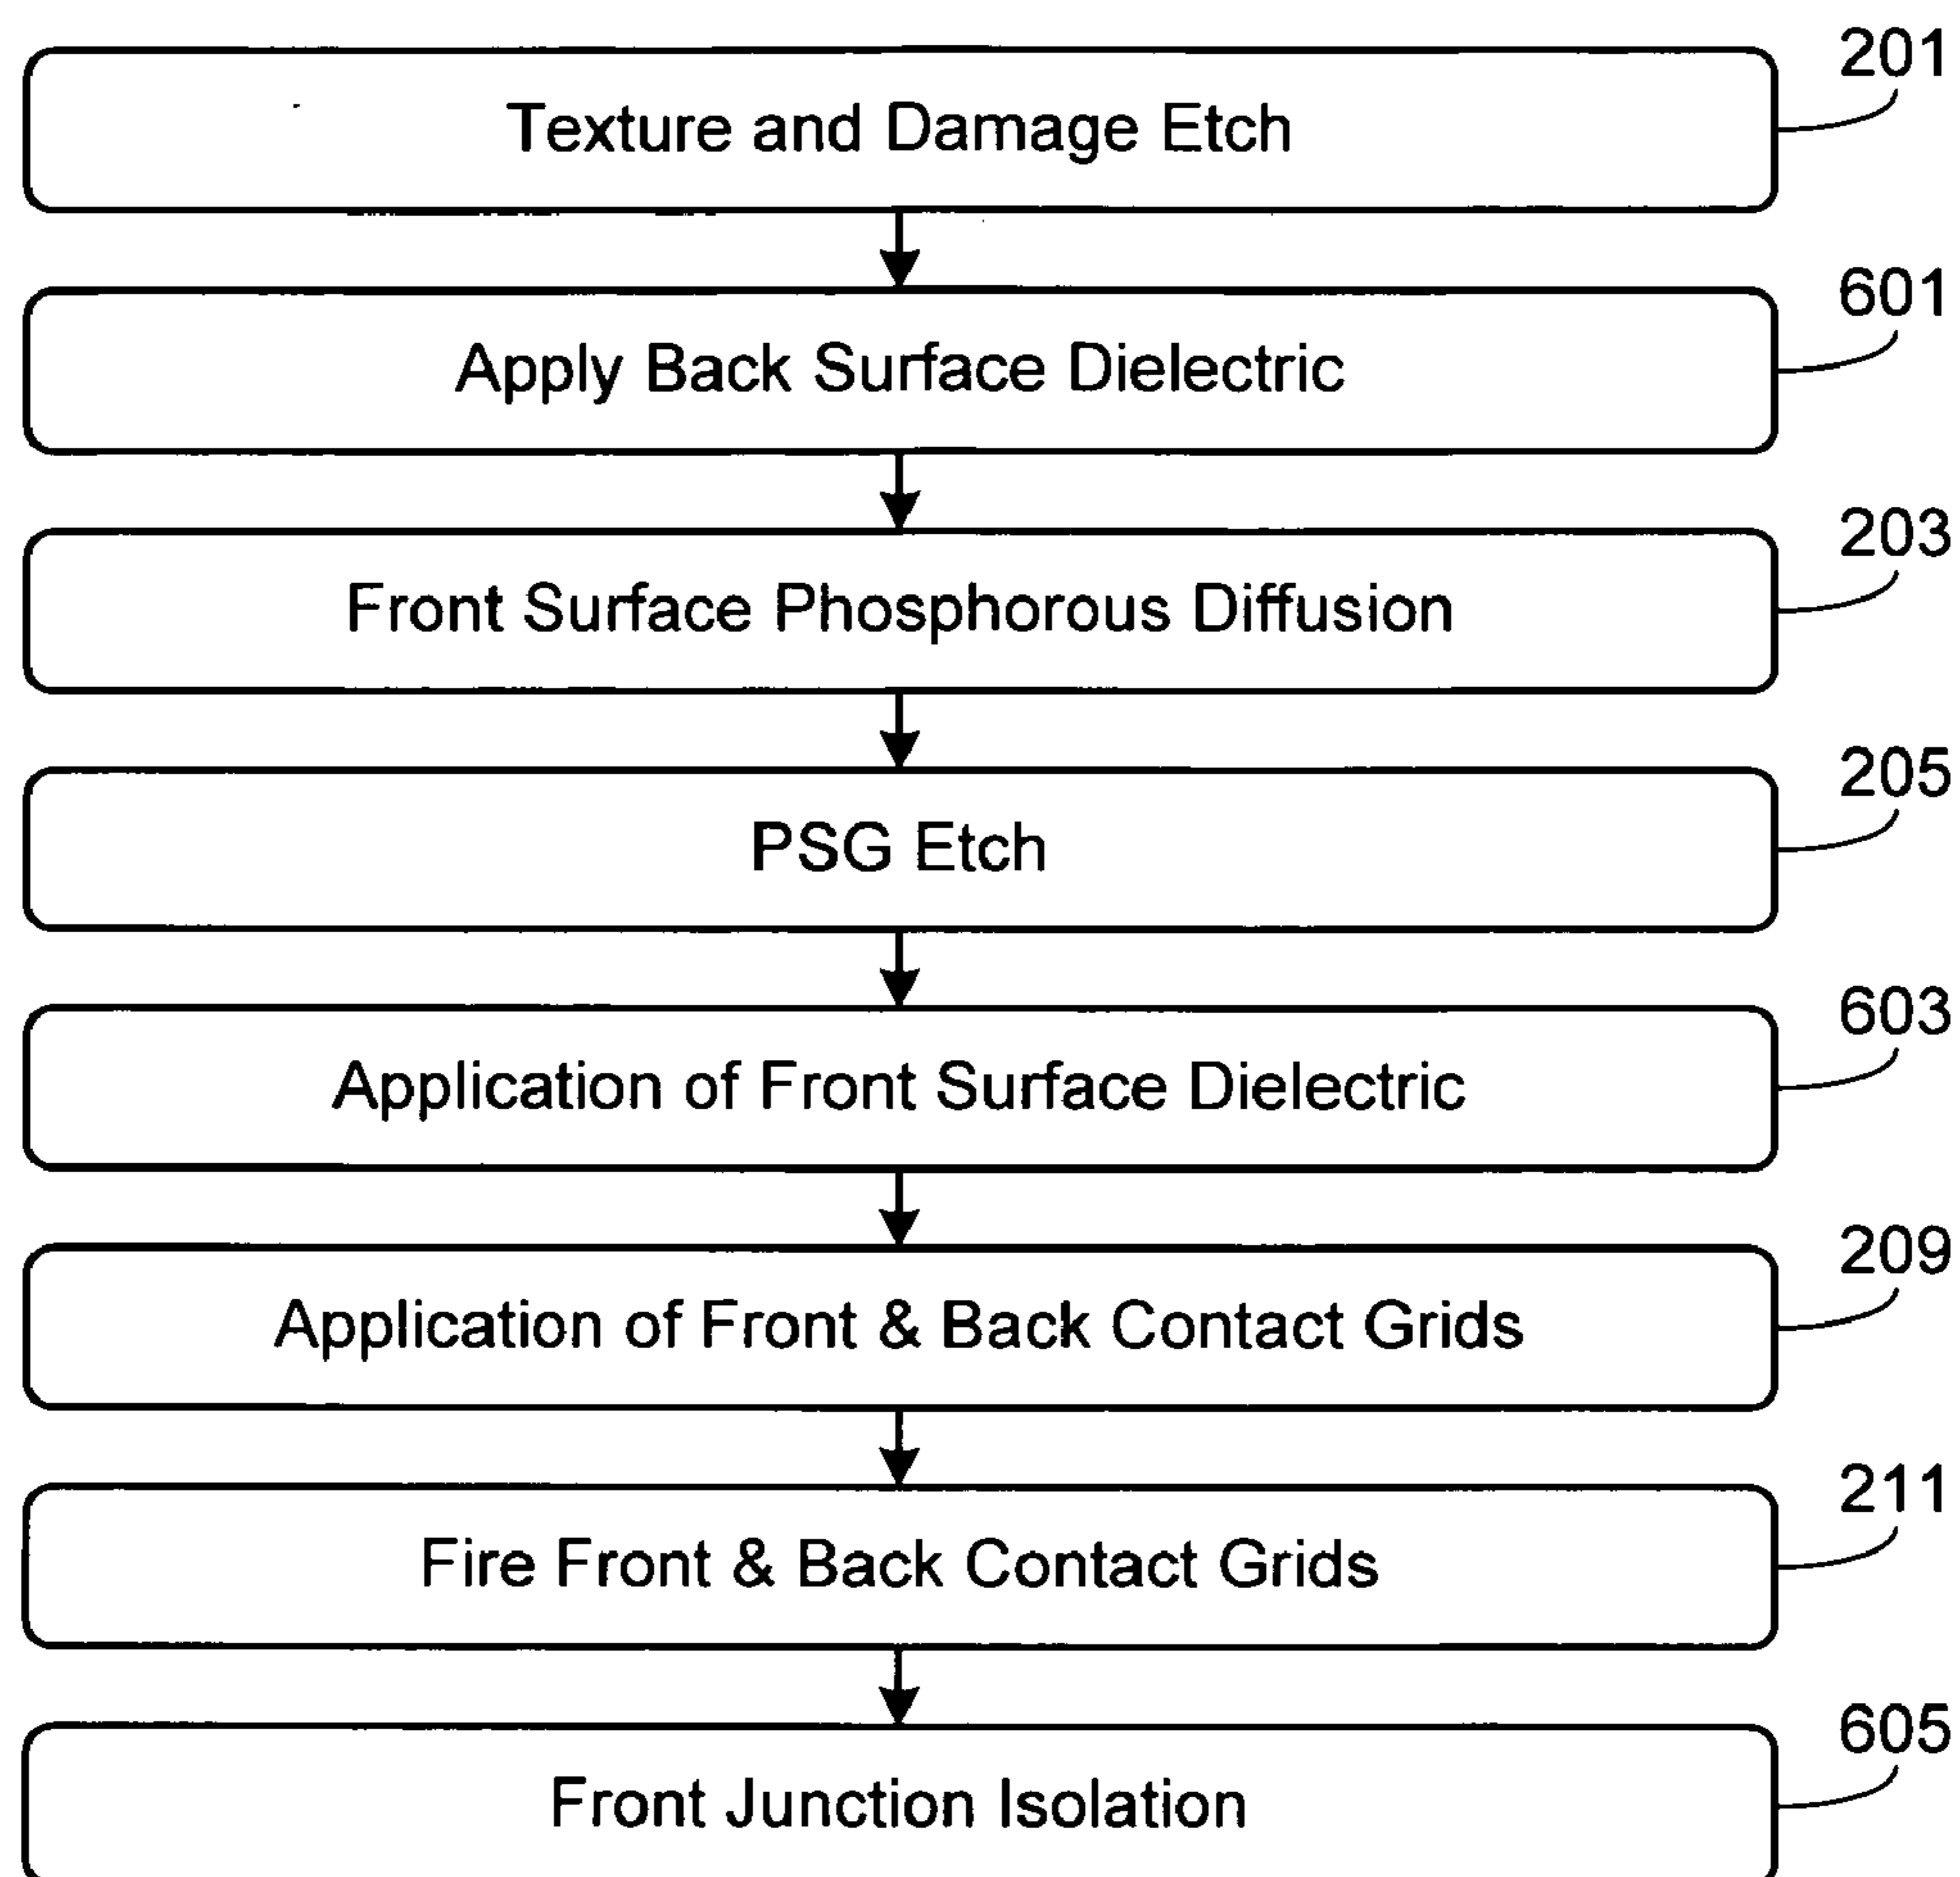 201
Texture and Damage Etch
601
Apply Back Surface Dielectric
203
Front Surface Phosphorous Diffusion
205
PSG Etch
603
Application of Front Surface Dielectric
209
Application of Front & Back Contact Grids
211
Fire Front & Back Contact Grids
605
Front Junction Isolation